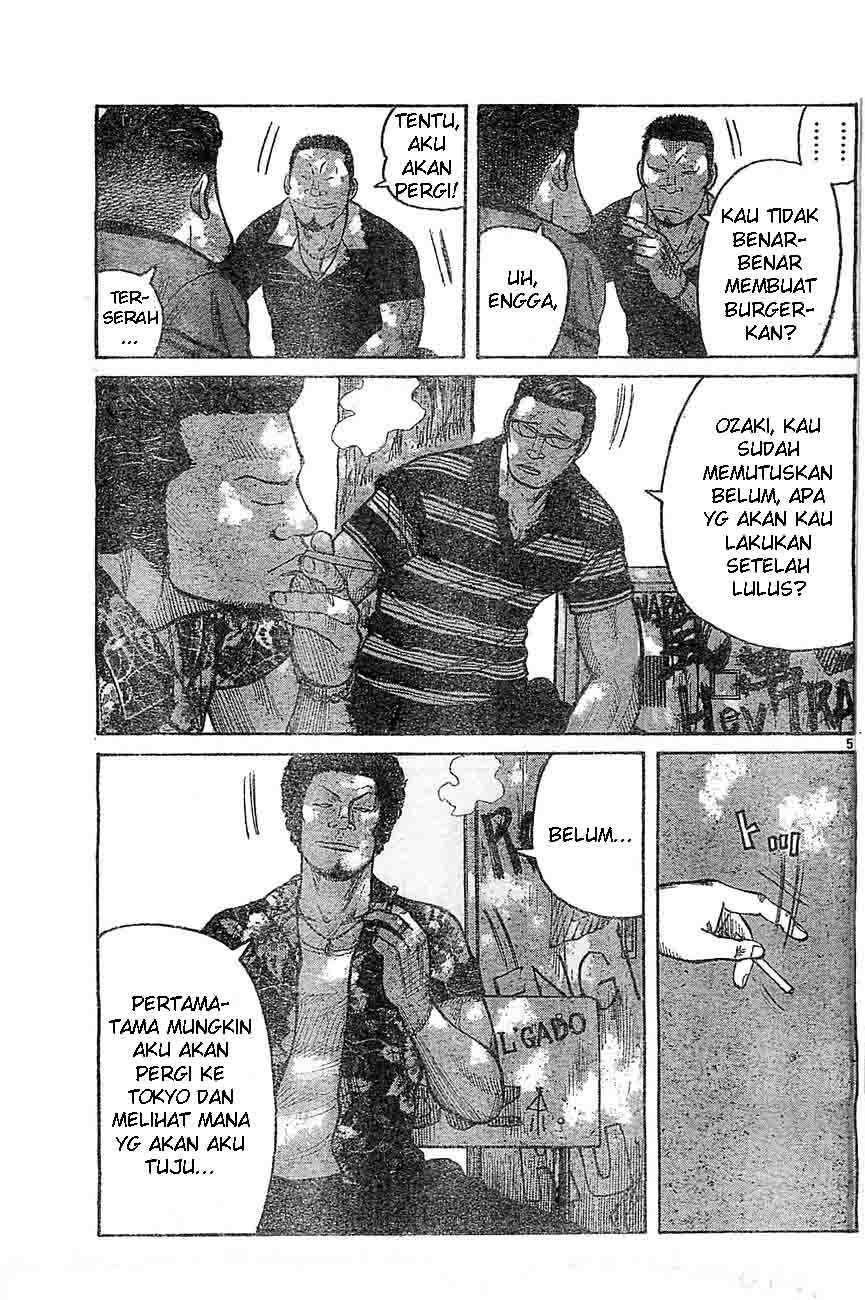 ......
KAU TIDAK
BENAR-
BENAR
MEMBUAT
BURGER-
KAN?
UH,
ENGGA,
TENTU,
AKU
AKAN
PERGI!
TER-
SERAH
...
OZAKI, KAU
SUDAH
MEMUTUSKAN
BELUM, APA
YG AKAN KAU
LAKUKAN
SETELAH
LULUS?
Hey
5
ト
BELUM...
L'GABO
PERTAMA-
TAMA MUNGKIN
AKU AKAN
PERGI KE
TOKYO DAN
MELIHAT MANA
YG AKAN AKU
TUJU...